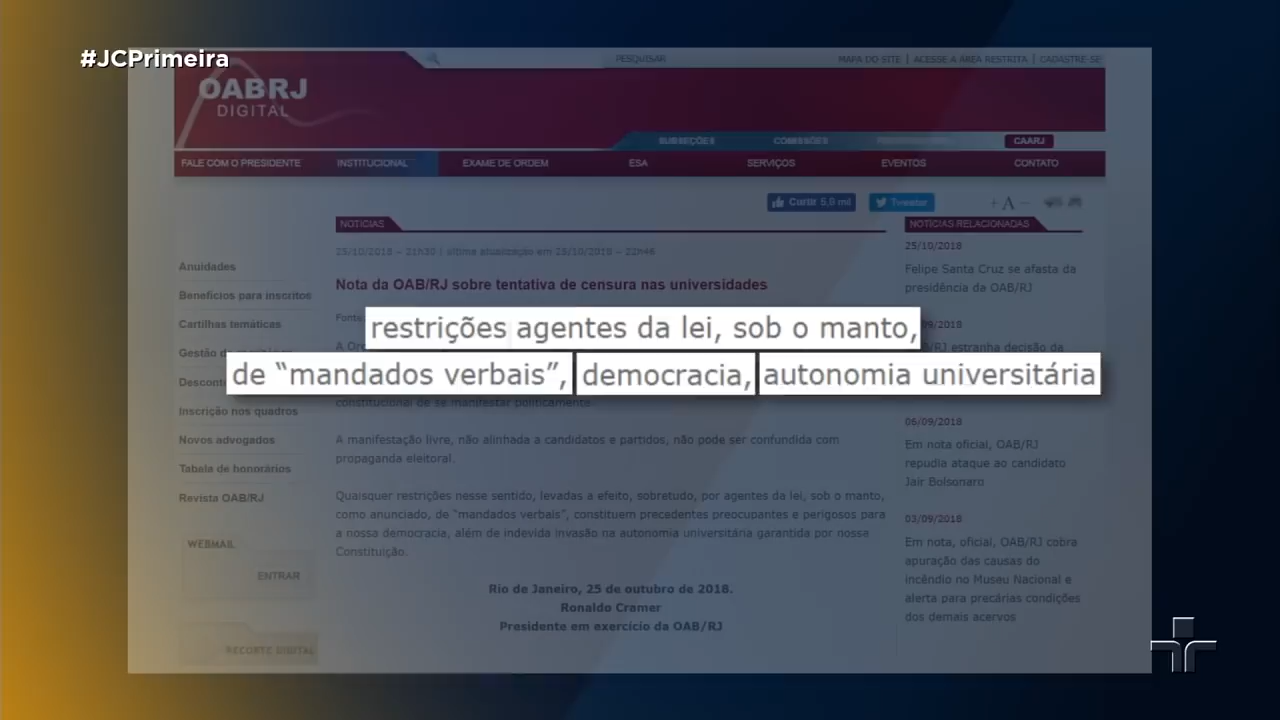 #JCPrimeira
PESQUISAR
MAPA DO SITE | ACESSE A ÁREA RESTRITA | CADASTRE-SE
OABRJ
DIGITAL
SUBSEÇÕES COMISSÕES CAARJ
FALE COM O PRESIDENTE INSTITUCIONAL EXAME DE ORDEM ESA SERVIÇOS EVENTOS CONTATO
Curtir 5,9 mil Tweetar +A−
NOTÍCIAS
25/10/2018 – 21h30 | última atualização em 25/10/2018 – 22h46
Nota da OAB/RJ sobre tentativa de censura nas universidades
Fonte
restrições agentes da lei, sob o manto,
de “mandados verbais”, democracia, autonomia universitária
constitucional de se manifestar politicamente.
A manifestação livre, não alinhada a candidatos e partidos, não pode ser confundida com
propaganda eleitoral.
Quaisquer restrições nesse sentido, levadas a efeito, sobretudo, por agentes da lei, sob o manto,
como anunciado, de “mandados verbais”, constituem precedentes preocupantes e perigosos para
a nossa democracia, além de indevida invasão na autonomia universitária garantida por nossa
Constituição.
Rio de Janeiro, 25 de outubro de 2018.
Ronaldo Cramer
Presidente em exercício da OAB/RJ
Anuidades
Benefícios para inscritos
Cartilhas temáticas
Gestão
Descont
Inscrição nos quadros
Novos advogados
Tabela de honorários
Revista OAB/RJ
WEBMAIL
ENTRAR
RECORTE DIGITAL
NOTÍCIAS RELACIONADAS
25/10/2018
Felipe Santa Cruz se afasta da
presidência da OAB/RJ
09/2018
/RJ estranha decisão da
06/09/2018
Em nota oficial, OAB/RJ
repudia ataque ao candidato
Jair Bolsonaro
03/09/2018
Em nota, oficial, OAB/RJ cobra
apuração das causas do
incêndio no Museu Nacional e
alerta para precárias condições
dos demais acervos